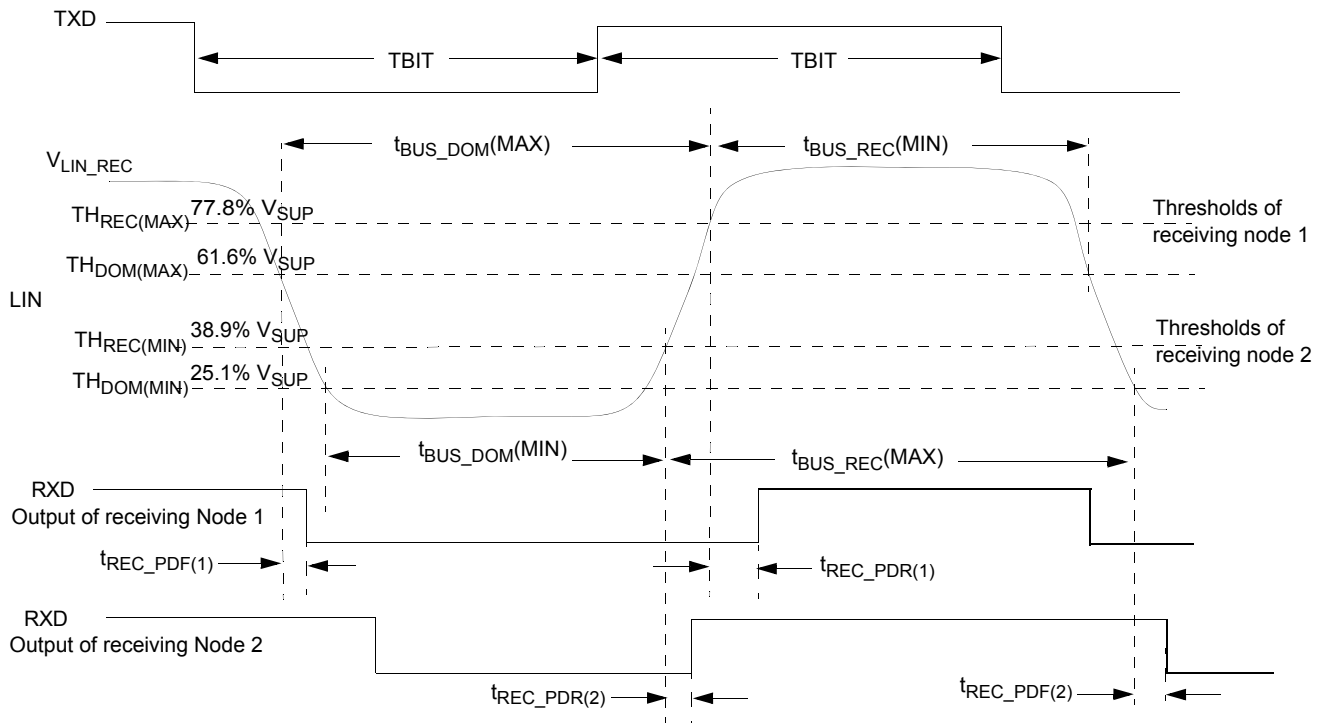 TXD
TBIT TBIT
tBUS_DOM(MAX) tBUS_REC(MIN)
VLIN_REC
THREC(MAX) 77.8% VSUP
Thresholds of
receiving node 1
THDOM(MAX) 61.6% VSUP
LIN
THREC(MIN) 38.9% VSUP
Thresholds of
receiving node 2
THDOM(MIN) 25.1% VSUP
tBUS_DOM(MIN) tBUS_REC(MAX)
RXD
Output of receiving Node 1
tREC_PDF(1) tREC_PDR(1)
RXD
Output of receiving Node 2
tREC_PDR(2) tREC_PDF(2)